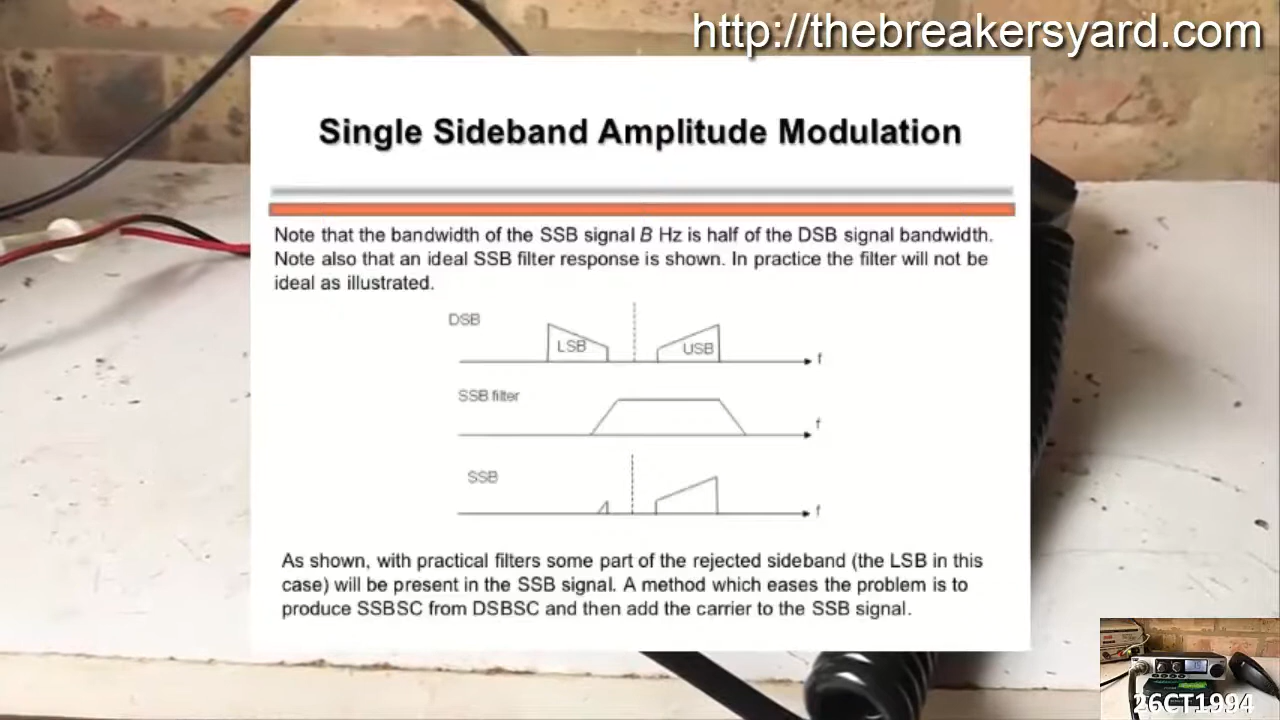 http://thebreakersyard.com
Single Sideband Amplitude Modulation
Note that the bandwidth of the SSB signal B Hz is half of the DSB signal bandwidth.
Note also that an ideal SSB filter response is shown. In practice the filter will not be
ideal as illustrated.
DSB
LSB
USB
f
SSB filter
f
SSB
f
As shown, with practical filters some part of the rejected sideband (the LSB in this
case) will be present in the SSB signal. A method which eases the problem is to
produce SSBSC from DSBSC and then add the carrier to the SSB signal.
26CT1994